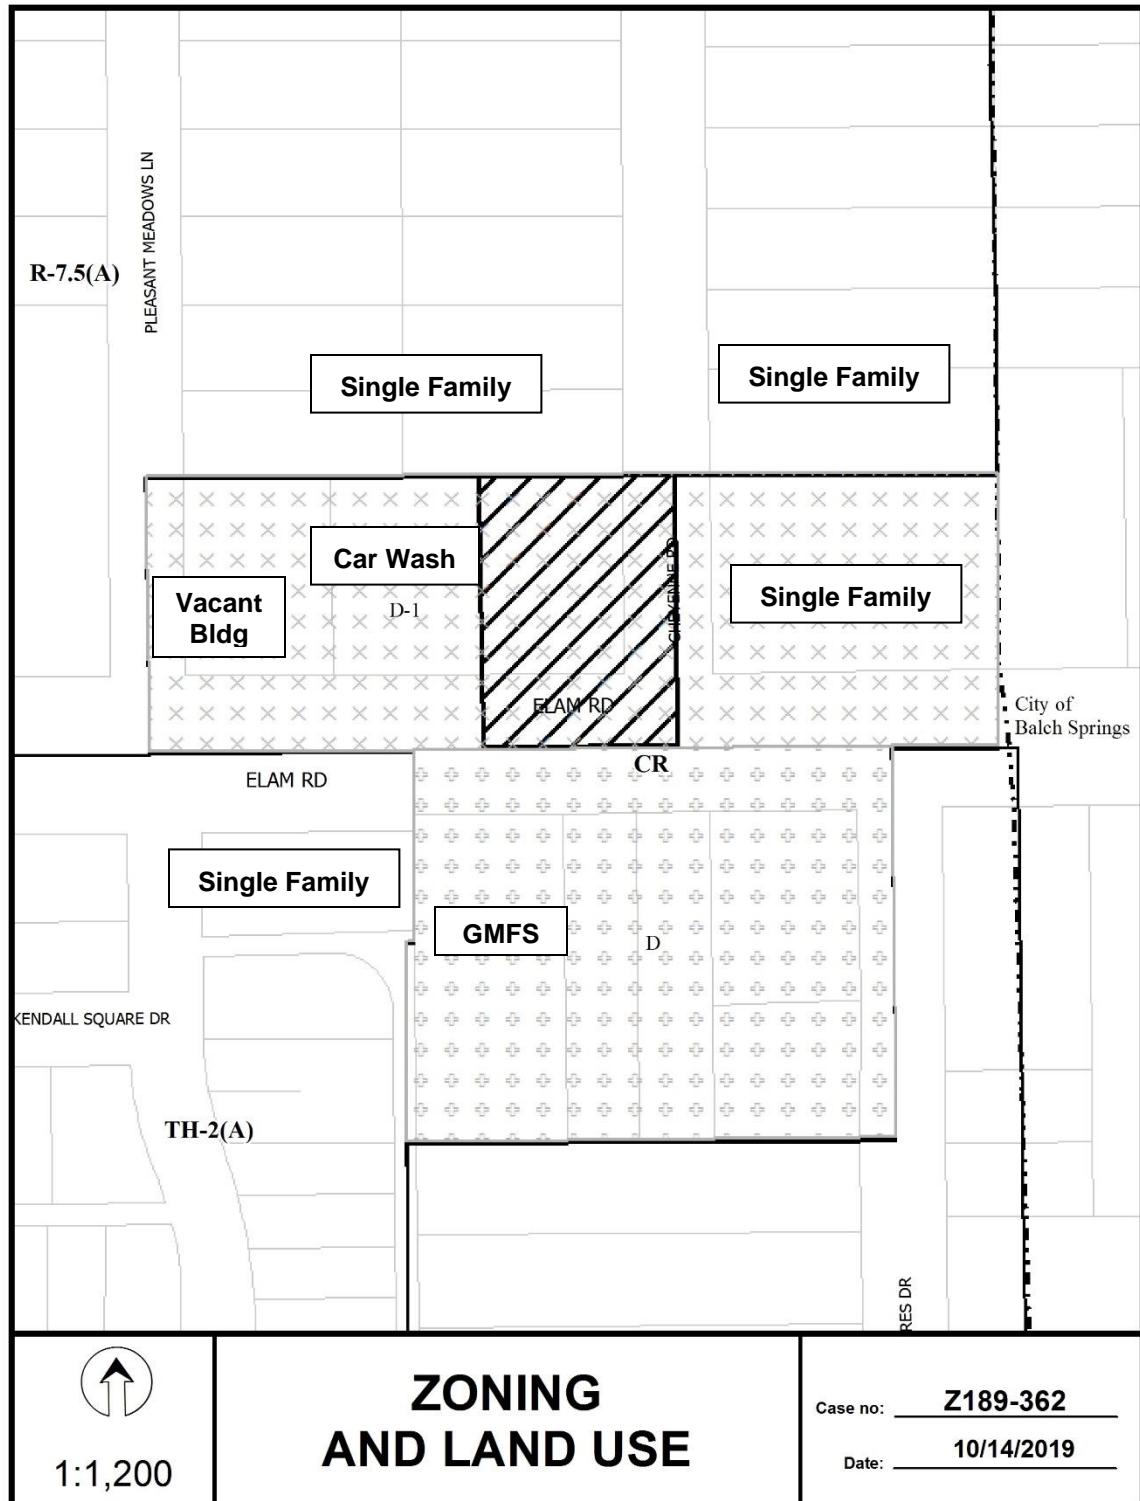 PLEASANT MEADOWS LN
R-7.5(A)
Single Family
Single Family
Car Wash
Vacant
Bldg
D-1
CHEYENNE RD
Single Family
ELAM RD
City of
Balch Springs
CR
ELAM RD
Single Family
GMFS
D
KENDALL SQUARE DR
TH-2(A)
RES DR
1:1,200
ZONING
AND LAND USE
Case no: Z189-362
Date: 10/14/2019